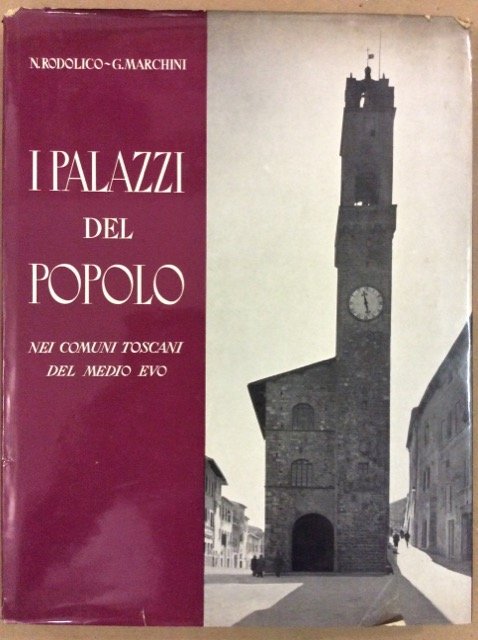 N. RODOLICO ~ G. MARCHINI
I PALAZZI
DEL
POPOLO
NEI COMUNI TOSCANI
DEL MEDIO EVO